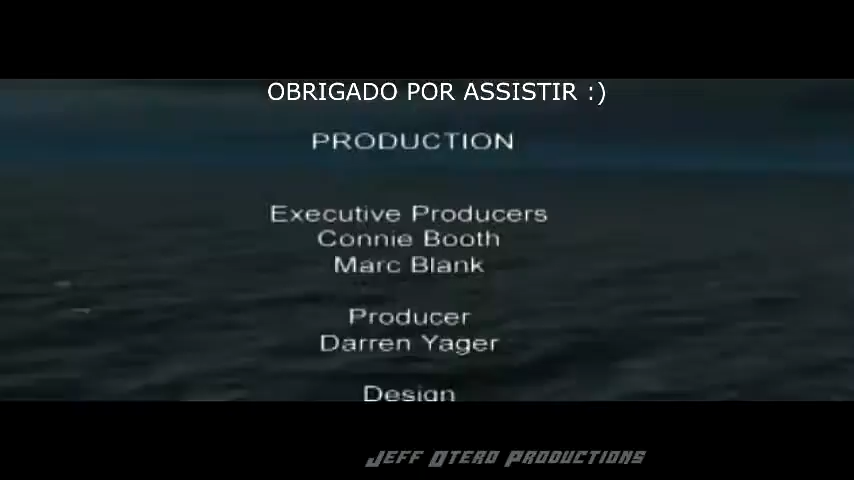 OBRIGADO POR ASSISTIR :)
PRODUCTION
Executive Producers
Connie Booth
Marc Blank
Producer
Darren Yager
Design
Jeff Otero Productions